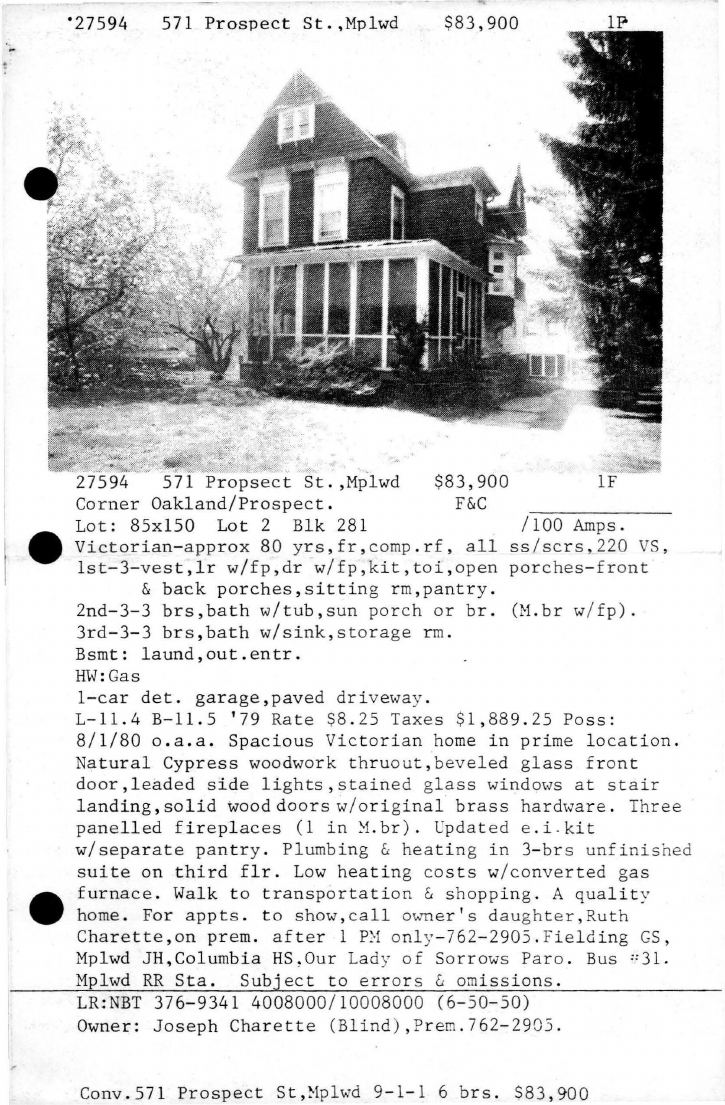 27594 571 Prospect St.,Mplwd $83,900 1F
27594 571 Propsect St.,Mplwd $83,900 1F
Corner Oakland/Prospect. F&C
Lot: 85x150 Lot 2 Blk 281 /100 Amps.
Victorian-approx 80 yrs,fr,comp.rf, all ss/scrs,220 VS,
1st-3-vest,lr w/fp,dr w/fp,kit,toi,open porches-front
& back porches,sitting rm,pantry.
2nd-3-3 brs,bath w/tub,sun porch or br. (M.br w/fp).
3rd-3-3 brs,bath w/sink,storage rm.
Bsmt: laund,out.entr.
HW:Gas
1-car det. garage,paved driveway.
L-11.4 B-11.5 '79 Rate $8.25 Taxes $1,889.25 Poss:
8/1/80 o.a.a. Spacious Victorian home in prime location.
Natural Cypress woodwork thruout,beveled glass front
door,leaded side lights,stained glass windows at stair
landing,solid wood doors w/original brass hardware. Three
panelled fireplaces (1 in M.br). Updated e.i.kit
w/separate pantry. Plumbing & heating in 3-brs unfinished
suite on third flr. Low heating costs w/converted gas
furnace. Walk to transportation & shopping. A quality
home. For appts. to show,call owner's daughter,Ruth
Charette,on prem. after 1 PM only-762-2905.Fielding GS,
Mplwd JH,Columbia HS,Our Lady of Sorrows Paro. Bus #31.
Mplwd RR Sta. Subject to errors & omissions.
LR:NBT 376-9341 4008000/10008000 (6-50-50)
Owner: Joseph Charette (Blind),Prem.762-2905.
Conv.571 Prospect St,Mplwd 9-1-1 6 brs. $83,900